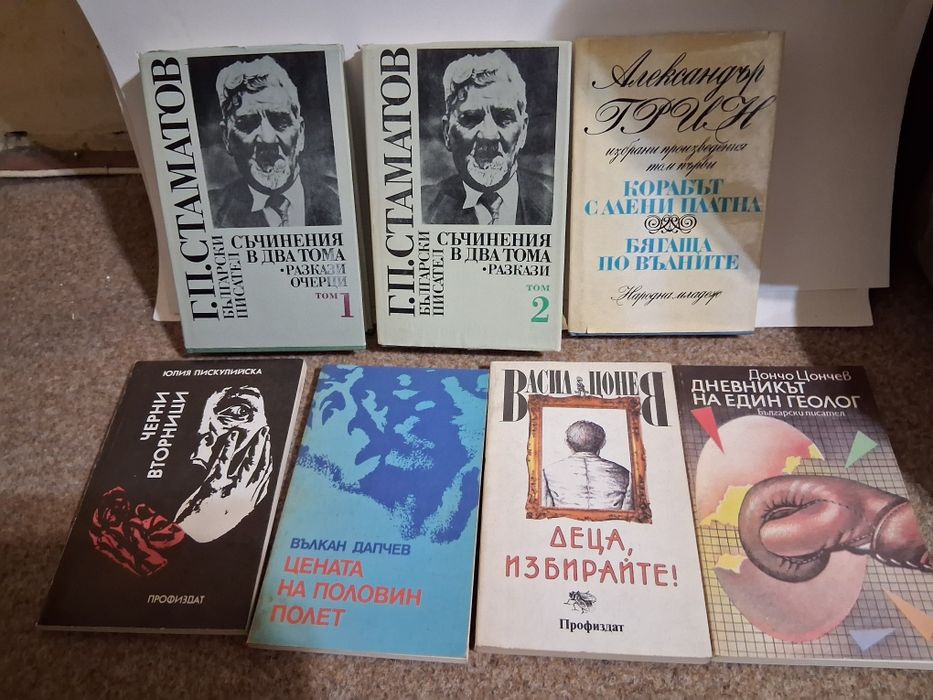 Г.П.СТАМАТОВ
БЪЛГАРСКИ
ПИСАТЕЛ
СЪЧИНЕНИЯ
В ДВА ТОМА
•РАЗКАЗИ
ОЧЕРЦИ
ТОМ 1
Г.П.СТАМАТОВ
БЪЛГАРСКИ
ПИСАТЕЛ
СЪЧИНЕНИЯ
В ДВА ТОМА
•РАЗКАЗИ
ТОМ
2
Александър
ГРИН
избрани произведения
том първи
КОРАБЪТ
С АЛЕНИ ПЛАТНА
БЯГАЩА
ПО ВЪЛНИТЕ
Народна младеж
ЮЛИЯ ПИСКУЛИЙСКА
ЧЕРНИ
ВТОРНИЦИ
ПРОФИЗДАТ
ВЪЛКАН ДАПЧЕВ
ЦЕНАТА
НА ПОЛОВИН
ПОЛЕТ
ВАСИЛ ЦОНЕВ
ДЕЦА,
ИЗБИРАЙТЕ!
Профиздат
Дончо Цончев
ДНЕВНИКЪТ
НА ЕДИН ГЕОЛОГ
Български писател